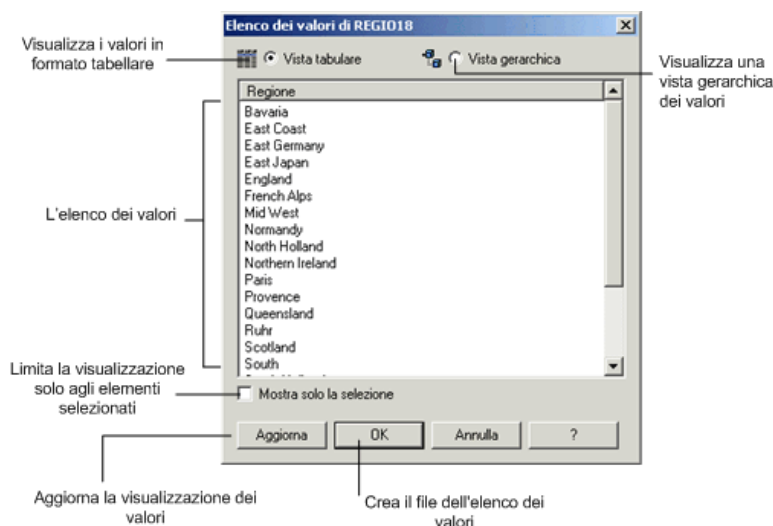 Elenco dei valori di REGIO18
Visualizza i valori in
formato tabellare
Vista tabulare
Vista gerarchica
Visualizza una
vista gerarchica
dei valori
Regione
Bavaria
East Coast
East Germany
East Japan
England
French Alps
Mid West
Normandy
North Holland
Northern Ireland
Paris
Provence
Queensland
Ruhr
Scotland
South
L'elenco dei valori
Limita la visualizzazione
solo agli elementi
selezionati
Mostra solo la selezione
Aggiorna
OK
Annulla
?
Aggiorna la visualizzazione dei
valori
Crea il file dell'elenco dei
valori